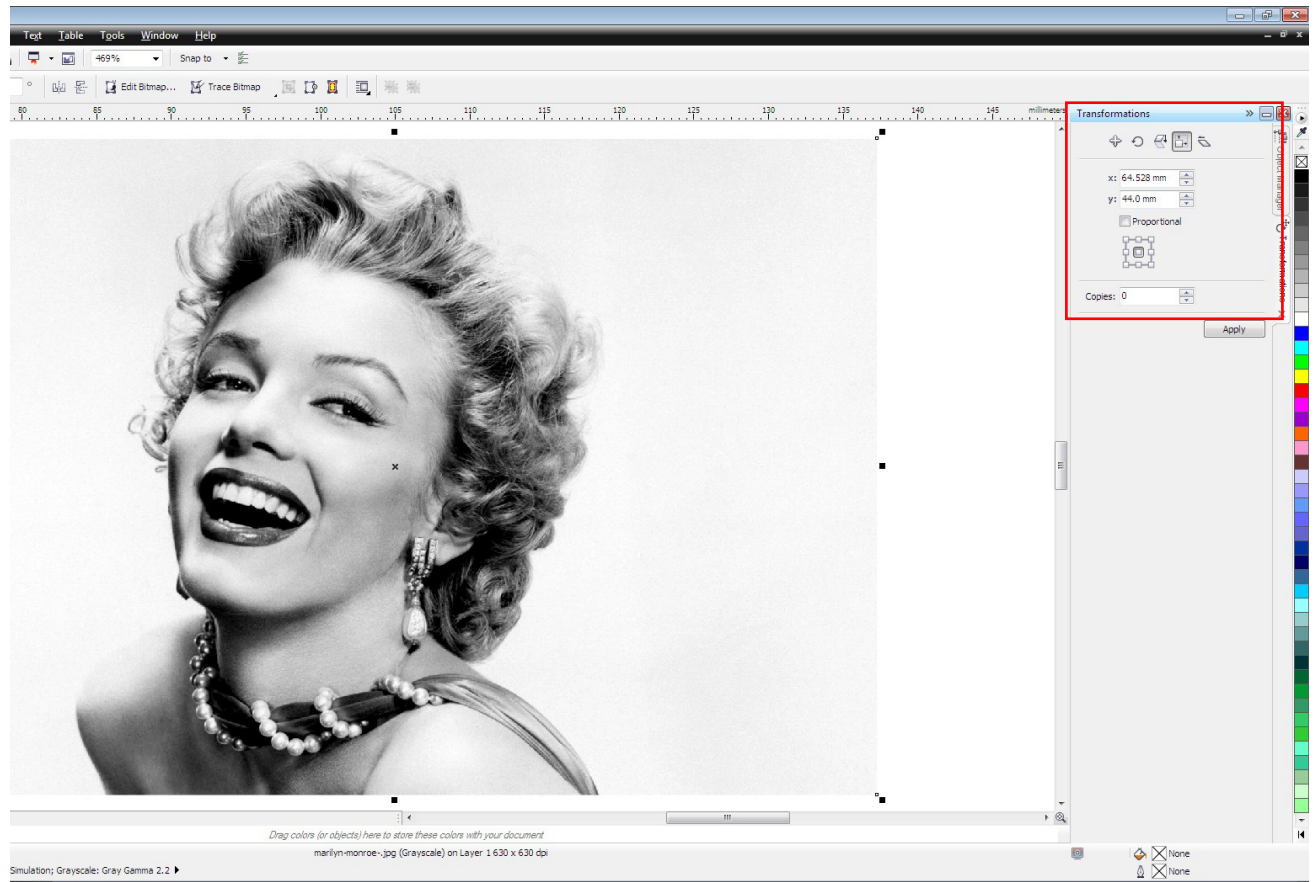 Text Table Tools Window Help
469% Snap to
Edit Bitmap... Trace Bitmap
80 85 90 95 100 105 110 115 120 125 130 135 140 145 millimeters
Transformations
Object Manager
x: 64.528 mm
y: 44.0 mm
Proportional
Transformations
Copies: 0
Apply
Drag colors (or objects) here to store these colors with your document
marilyn-monroe-.jpg (Grayscale) on Layer 1 630 x 630 dpi
None
Simulation; Grayscale: Gray Gamma 2.2
None